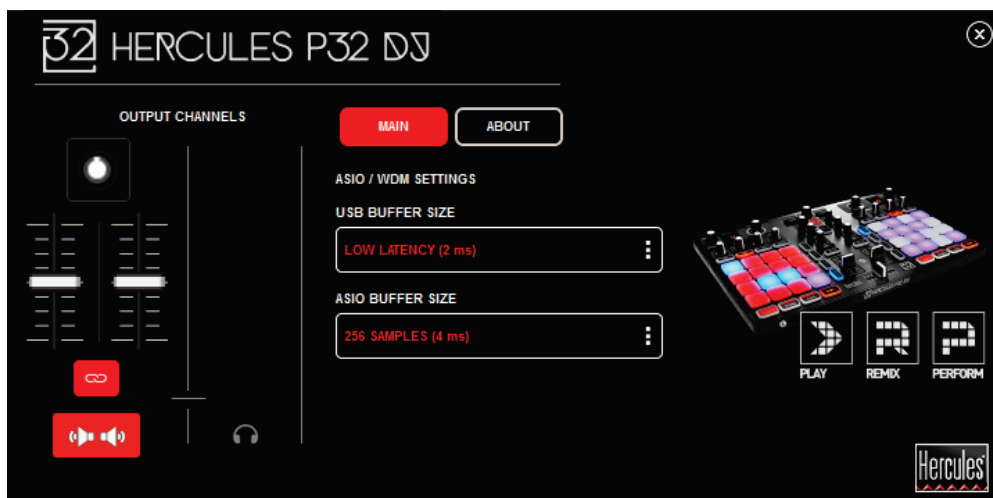 32 HERCULES P32 DJ
OUTPUT CHANNELS
MAIN
ABOUT
ASIO / WDM SETTINGS
USB BUFFER SIZE
LOW LATENCY (2 ms)
ASIO BUFFER SIZE
256 SAMPLES (4 ms)
PLAY
REMIX
PERFORM
Hercules